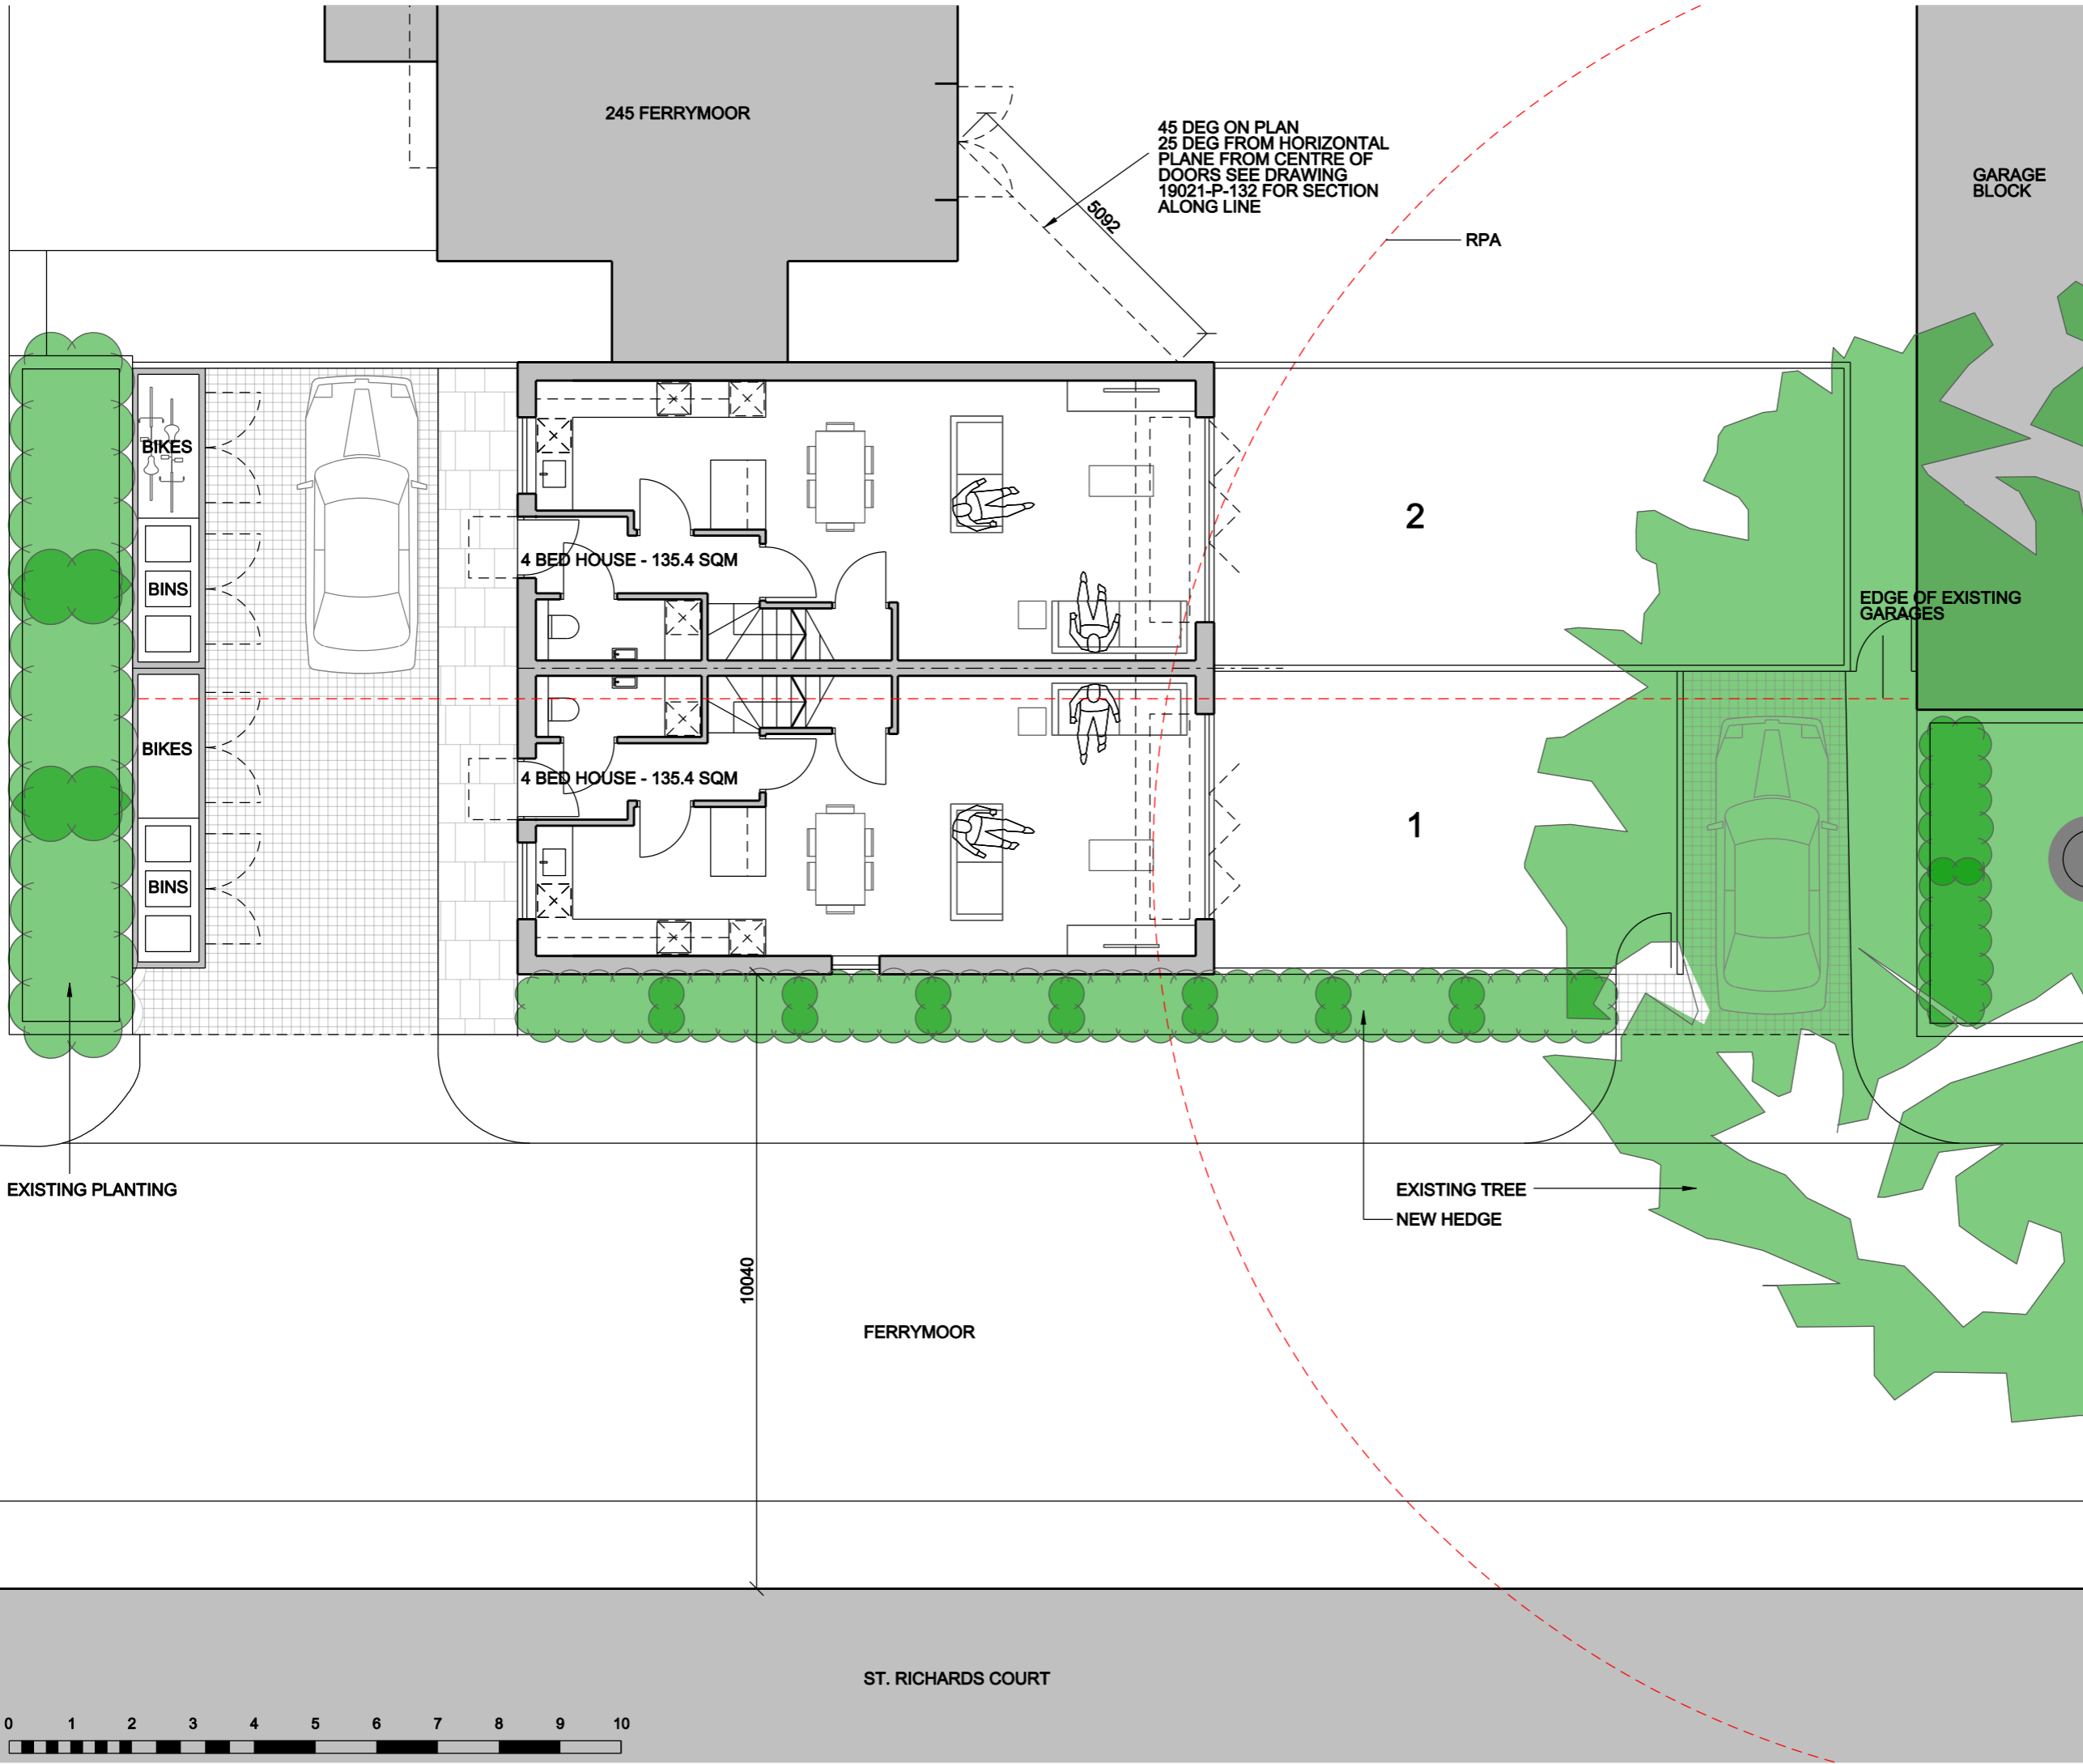 245 FERRYMOOR
45 DEG ON PLAN
25 DEG FROM HORIZONTAL
PLANE FROM CENTRE OF
DOORS SEE DRAWING
19021-P-132 FOR SECTION
ALONG LINE
GARAGE
BLOCK
5092
RPA
BIKES
2
4 BED HOUSE - 135.4 SQM
BINS
EDGE OF EXISTING
GARAGES
BIKES
4 BED HOUSE - 135.4 SQM
1
BINS
EXISTING PLANTING
EXISTING TREE
NEW HEDGE
10040
FERRYMOOR
ST. RICHARDS COURT
0 1 2 3 4 5 6 7 8 9 10